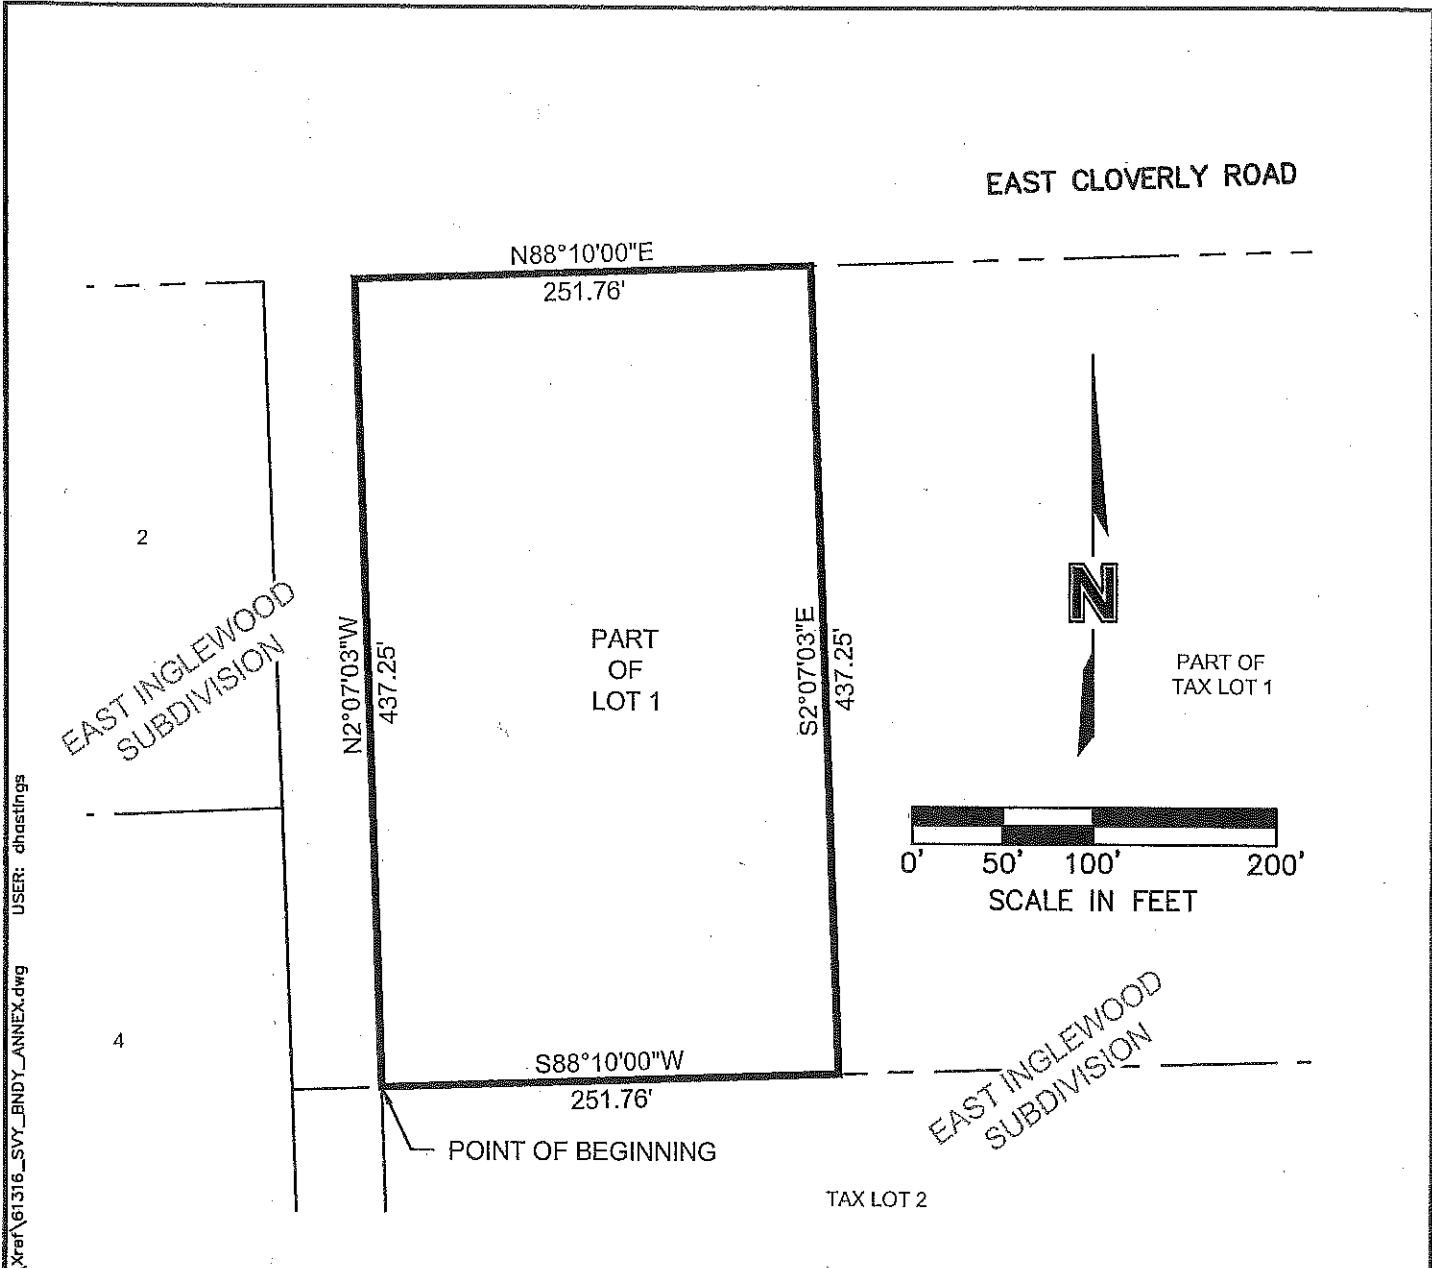 EAST CLOVERLY ROAD
N88°10'00"E
251.76'
2
EAST INGLEWOOD
SUBDIVISION
N2°07'03"W
437.25'
PART
OF
LOT 1
S2°07'03"E
437.25'
N
PART OF
TAX LOT 1
0' 50' 100' 200'
SCALE IN FEET
4
S88°10'00"W
251.76'
POINT OF BEGINNING
EAST INGLEWOOD
SUBDIVISION
TAX LOT 2
Xref\61316_SVY_BNDY_ANNEX.dwg USER: dhastings